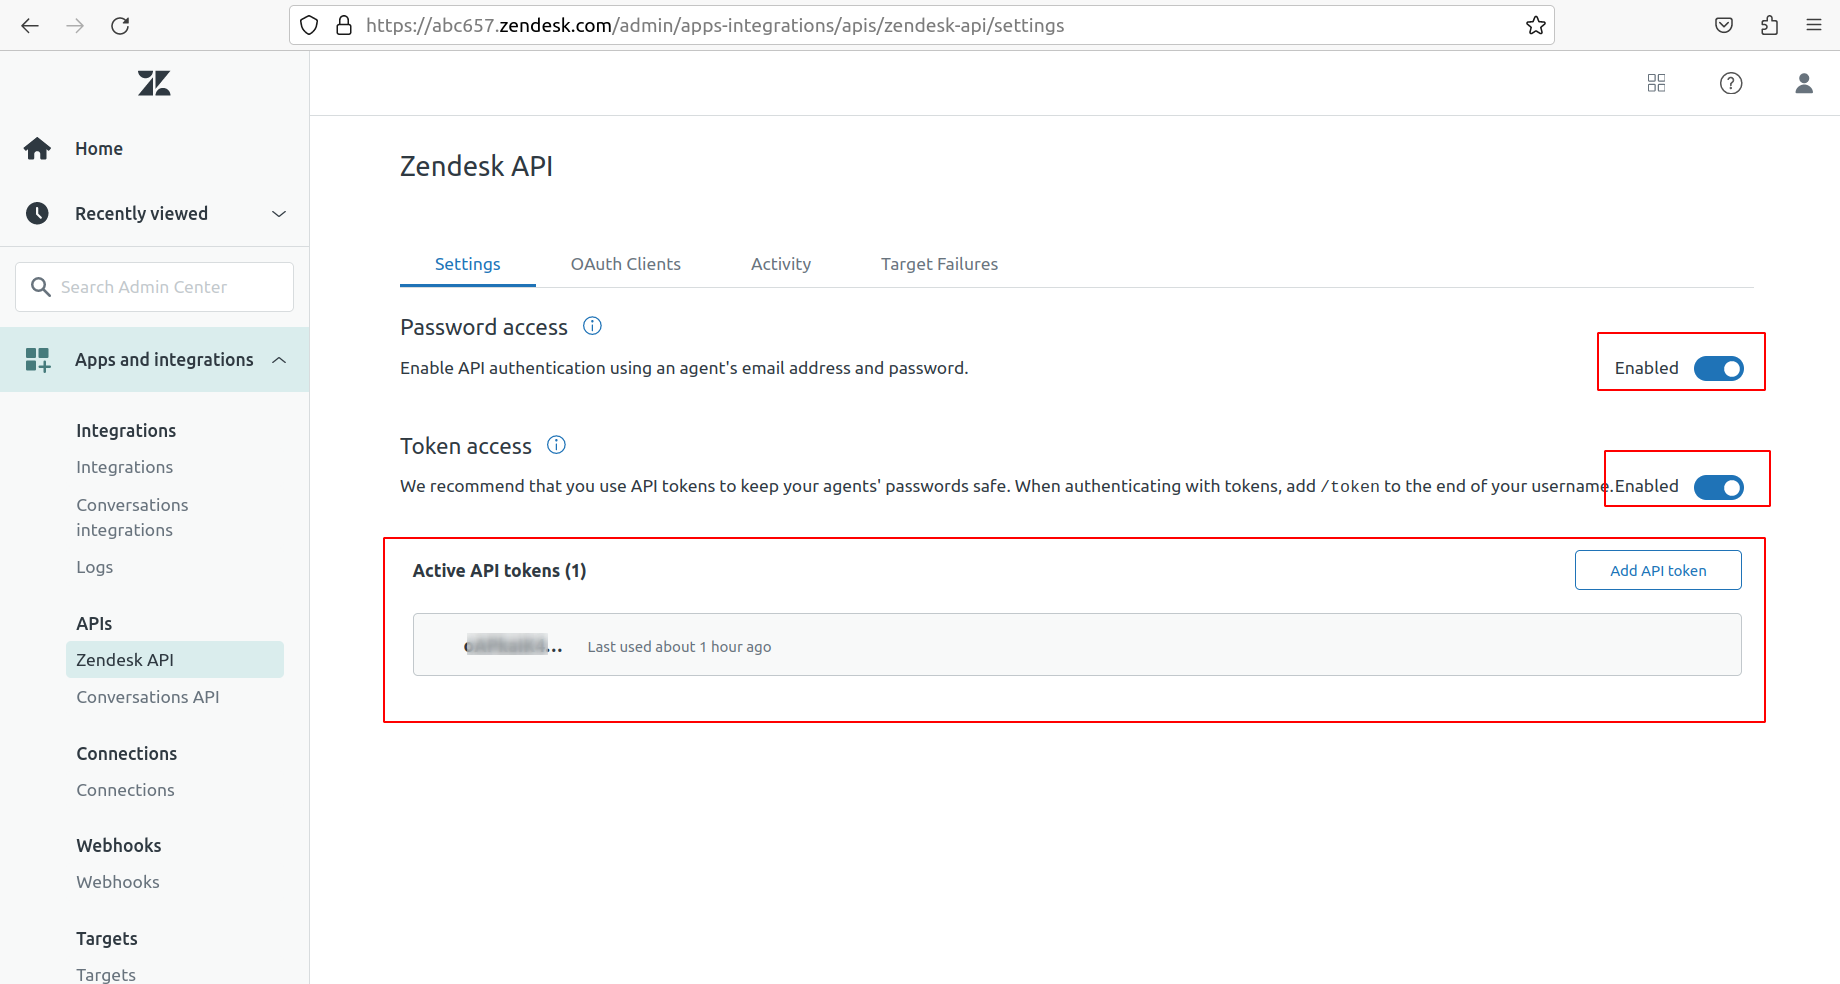 https://abc657.zendesk.com/admin/apps-integrations/apis/zendesk-api/settings
Home
Recently viewed
Search Admin Center
Apps and integrations
Integrations
Integrations
Conversations
integrations
Logs
APIs
Zendesk API
Conversations API
Connections
Connections
Webhooks
Webhooks
Targets
Targets
Zendesk API
Settings
OAuth Clients
Activity
Target Failures
Password access
Enable API authentication using an agent's email address and password.
Enabled
Token access
We recommend that you use API tokens to keep your agents' passwords safe. When authenticating with tokens, add /token to the end of your username.
Enabled
Active API tokens (1)
Add API token
Last used about 1 hour ago